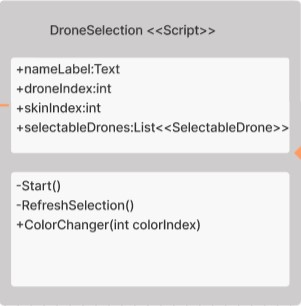 DroneSelection <<Script>>
+nameLabel:Text
+droneIndex:int
+skinIndex:int
+selectableDrones:List<<SelectableDrone>>
-Start()
-RefreshSelection()
+ColorChanger(int colorIndex)